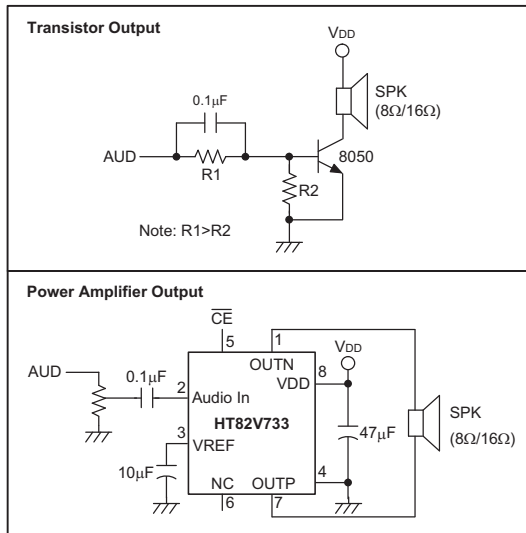 Transistor Output
VDD
SPK
(8Ω/16Ω)
0.1μF
AUD
R1
8050
R2
Note: R1>R2
Power Amplifier Output
CE
5
1
OUTN
VDD
8
VDD
AUD
0.1μF
2
Audio In
HT82V733
3
VREF
10μF
47μF
SPK
(8Ω/16Ω)
NC
OUTP
4
6
7